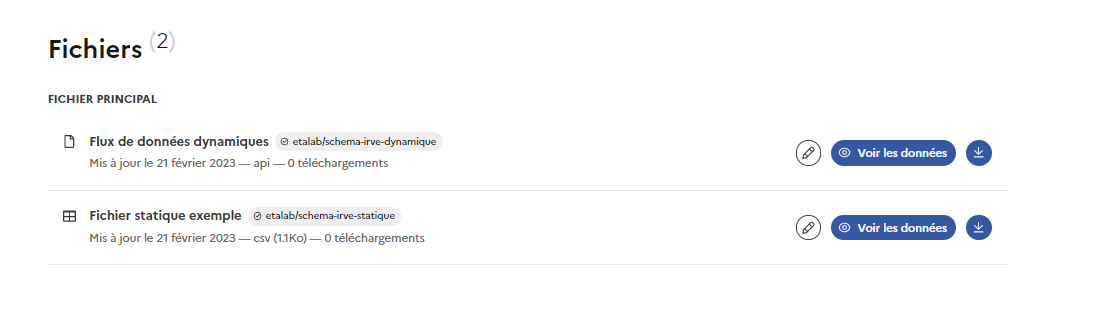 Fichiers (2)
FICHIER PRINCIPAL
Flux de données dynamiques etalab/schema-irve-dynamique
Mis à jour le 21 février 2023 — api — 0 téléchargements
Voir les données
Fichier statique exemple etalab/schema-irve-statique
Mis à jour le 21 février 2023 — csv (1.1Ko) — 0 téléchargements
Voir les données